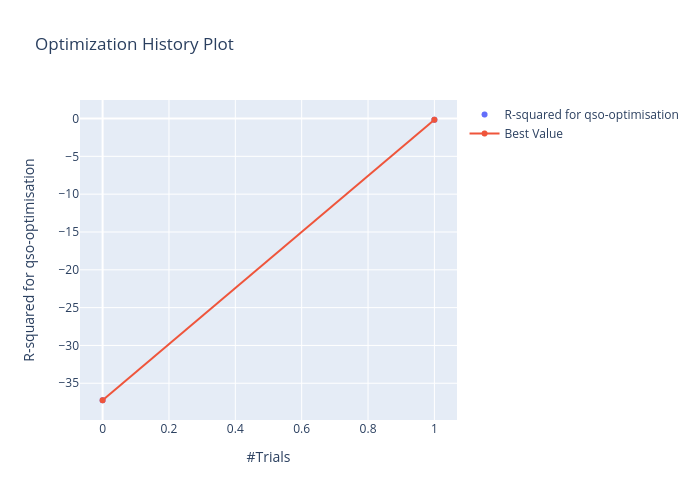 Optimization History Plot
R-squared for qso-optimisation
Best Value
R-squared for qso-optimisation
0
−5
−10
−15
−20
−25
−30
−35
0
0.2
0.4
0.6
0.8
1
#Trials